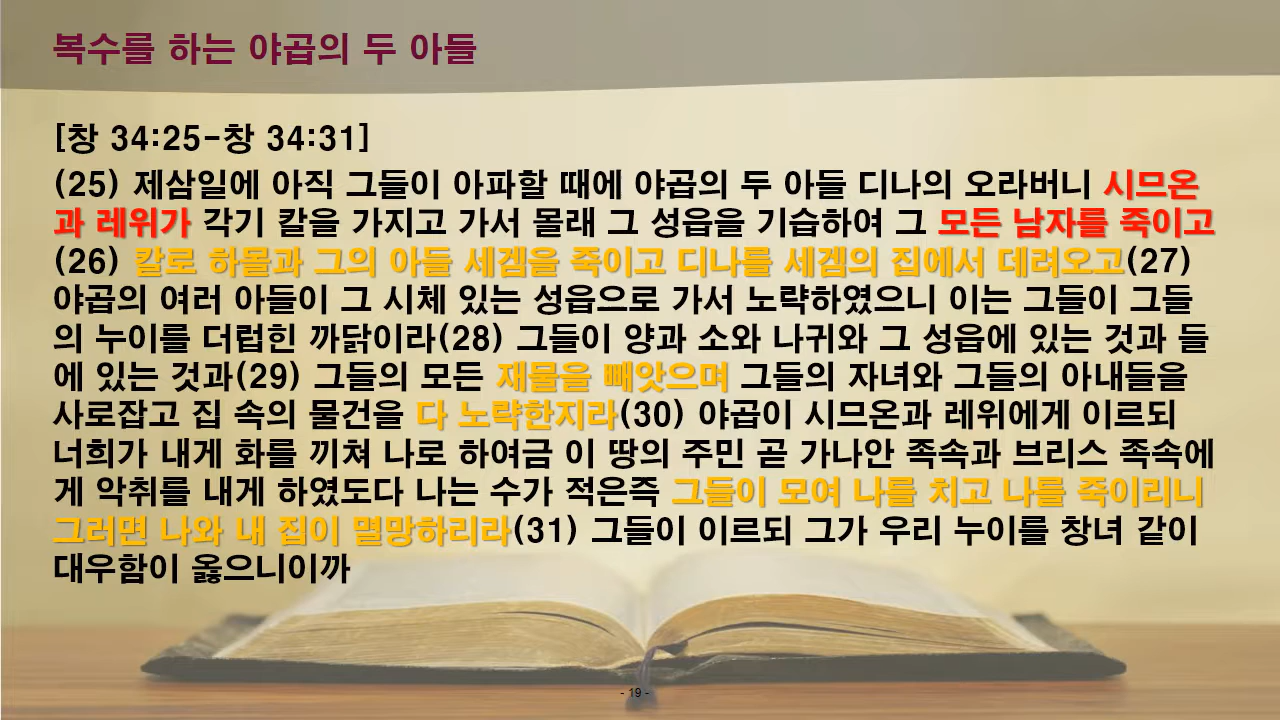 복수를 하는 야곱의 두 아들
[창 34:25-창 34:31]
(25) 제삼일에 아직 그들이 아파할 때에 야곱의 두 아들 디나의 오라버니 시므온
과 레위가 각기 칼을 가지고 가서 몰래 그 성읍을 기습하여 그 모든 남자를 죽이고
(26) 칼로 하몰과 그의 아들 세겜을 죽이고 디나를 세겜의 집에서 데려오고(27)
야곱의 여러 아들이 그 시체 있는 성읍으로 가서 노략하였으니 이는 그들이 그들
의 누이를 더럽힌 까닭이라(28) 그들이 양과 소와 나귀와 그 성읍에 있는 것과 들
에 있는 것과(29) 그들의 모든 재물을 빼앗으며 그들의 자녀와 그들의 아내들을
사로잡고 집 속의 물건을 다 노략한지라(30) 야곱이 시므온과 레위에게 이르되
너희가 내게 화를 끼쳐 나로 하여금 이 땅의 주민 곧 가나안 족속과 브리스 족속에
게 악취를 내게 하였도다 나는 수가 적은즉 그들이 모여 나를 치고 나를 죽이리니
그러면 나와 내 집이 멸망하리라(31) 그들이 이르되 그가 우리 누이를 창녀 같이
대우함이 옳으니이까
- 19 -